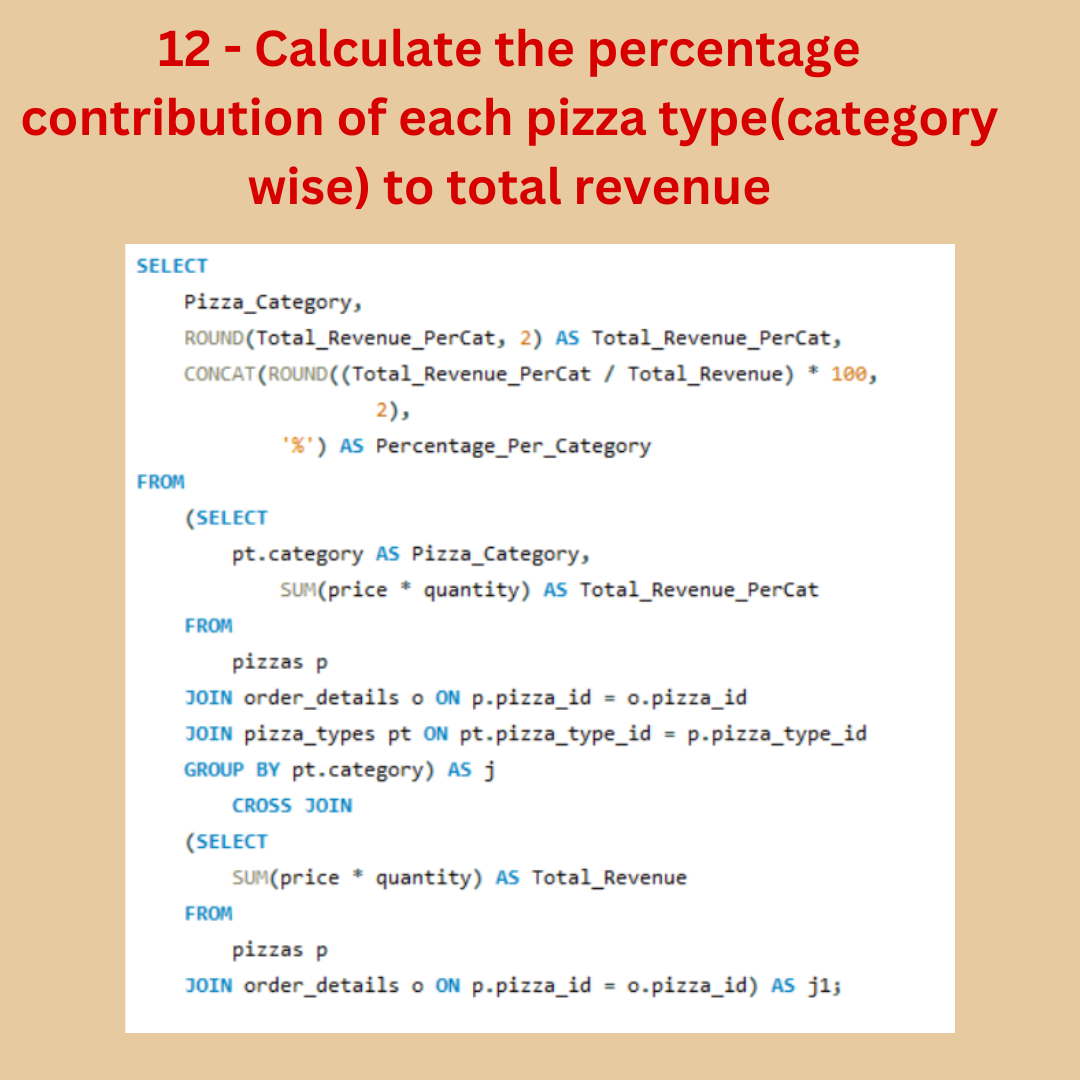 12 - Calculate the percentage
contribution of each pizza type(category
wise) to total revenue
SELECT
Pizza_Category,
ROUND(Total_Revenue_PerCat, 2) AS Total_Revenue_PerCat,
CONCAT(ROUND((Total_Revenue_PerCat / Total_Revenue) * 100,
2),
'%') AS Percentage_Per_Category
FROM
(SELECT
pt.category AS Pizza_Category,
SUM(price * quantity) AS Total_Revenue_PerCat
FROM
pizzas p
JOIN order_details o ON p.pizza_id = o.pizza_id
JOIN pizza_types pt ON pt.pizza_type_id = p.pizza_type_id
GROUP BY pt.category) AS j
CROSS JOIN
(SELECT
SUM(price * quantity) AS Total_Revenue
FROM
pizzas p
JOIN order_details o ON p.pizza_id = o.pizza_id) AS j1;